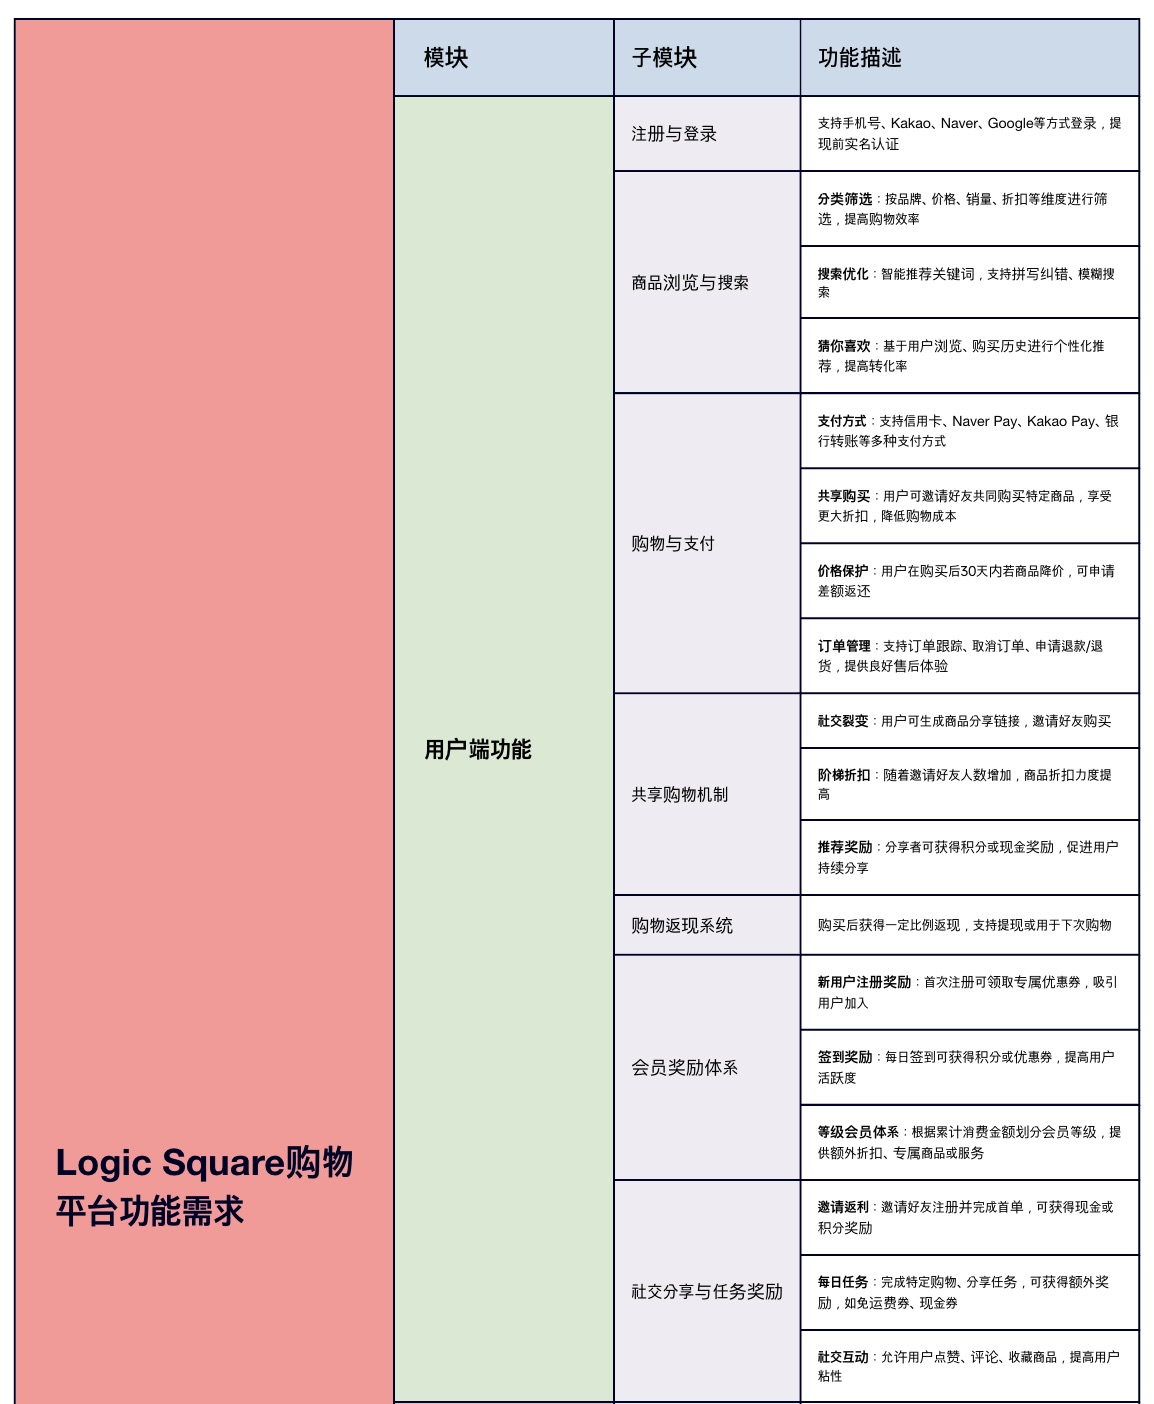 模块
子模块
功能描述
Logic Square购物
平台功能需求
用户端功能
注册与登录
支持手机号、Kakao、Naver、Google等方式登录，提
现前实名认证
商品浏览与搜索
分类筛选：按品牌、价格、销量、折扣等维度进行筛
选，提高购物效率
搜索优化：智能推荐关键词，支持拼写纠错、模糊搜
索
猜你喜欢：基于用户浏览、购买历史进行个性化推
荐，提高转化率
购物与支付
支付方式：支持信用卡、Naver Pay、Kakao Pay、银
行转账等多种支付方式
共享购买：用户可邀请好友共同购买特定商品，享受
更大折扣，降低购物成本
价格保护：用户在购买后30天内若商品降价，可申请
差额返还
订单管理：支持订单跟踪、取消订单、申请退款/退
货，提供良好售后体验
共享购物机制
社交裂变：用户可生成商品分享链接，邀请好友购买
阶梯折扣：随着邀请好友人数增加，商品折扣力度提
高
推荐奖励：分享者可获得积分或现金奖励，促进用户
持续分享
购物返现系统
购买后获得一定比例返现，支持提现或用于下次购物
会员奖励体系
新用户注册奖励：首次注册可领取专属优惠券，吸引
用户加入
签到奖励：每日签到可获得积分或优惠券，提高用户
活跃度
等级会员体系：根据累计消费金额划分会员等级，提
供额外折扣、专属商品或服务
社交分享与任务奖励
邀请返利：邀请好友注册并完成首单，可获得现金或
积分奖励
每日任务：完成特定购物、分享任务，可获得额外奖
励，如免运费券、现金券
社交互动：允许用户点赞、评论、收藏商品，提高用户
粘性